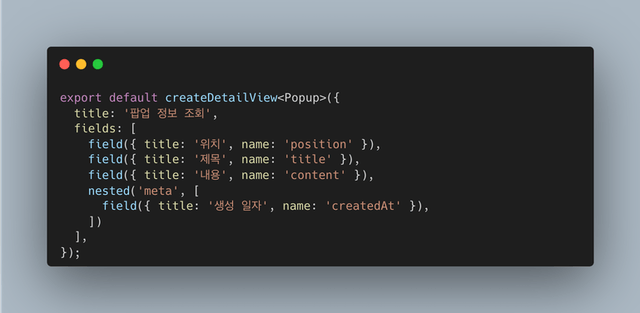 export default createDetailView<Popup>({
  title: '팝업 정보 조회',
  fields: [
    field({ title: '위치', name: 'position' }),
    field({ title: '제목', name: 'title' }),
    field({ title: '내용', name: 'content' }),
    nested('meta', [
      field({ title: '생성 일자', name: 'createdAt' }),
    ])
  ],
});